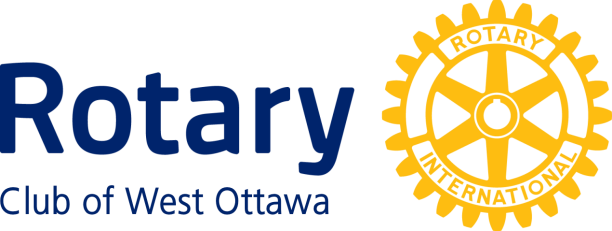 Rotary
Club of West Ottawa
ROTARY
INTERNATIONAL